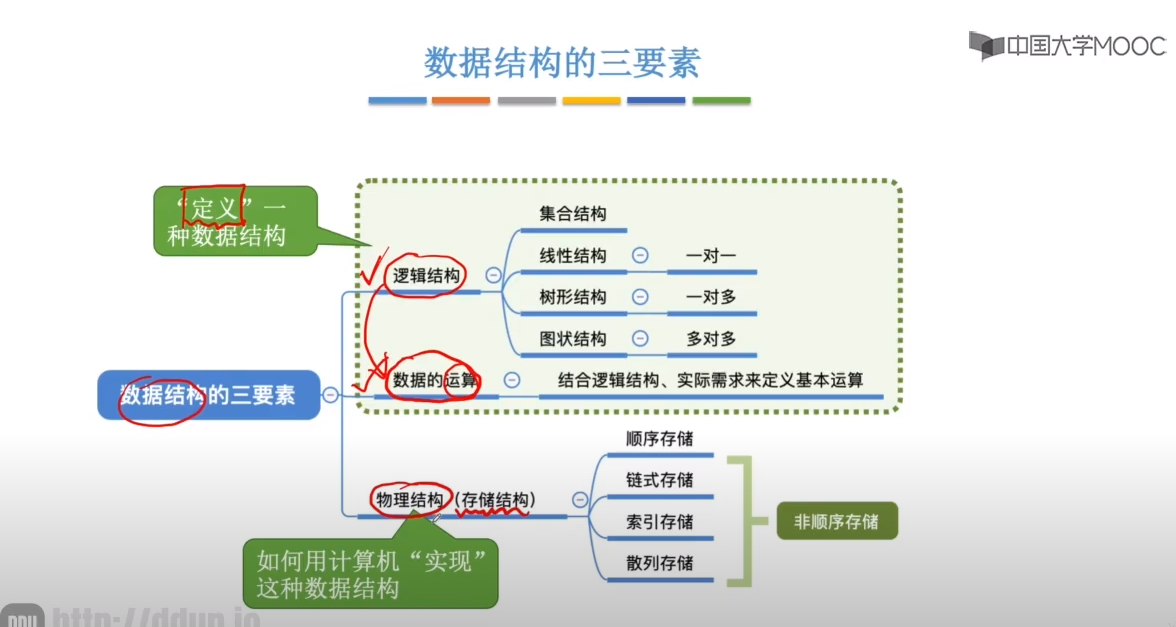 数据结构的三要素
中国大学MOOC
“定义”一
种数据结构
集合结构
线性结构 一对一
逻辑结构
树形结构 一对多
图状结构 多对多
数据的运算 结合逻辑结构、实际需求来定义基本运算
数据结构的三要素
顺序存储
链式存储
物理结构（存储结构）
索引存储
非顺序存储
散列存储
如何用计算机“实现”
这种数据结构
http://ddup.io